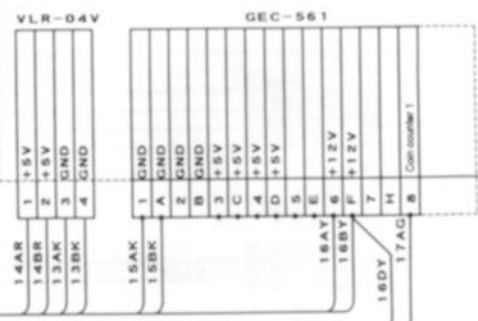 VLR-04V GEC-561
+5V +5V GND GND GND GND GND GND +5V +5V +5V +5V +12V +12V Coin counter 1
1 2 3 4 1 A 2 B 3 C 4 D 5 E 6 F 7 H 8
14AR 14BR 13AK 13BK 15AK 15BK 16AY 16BY 16DY 17AG